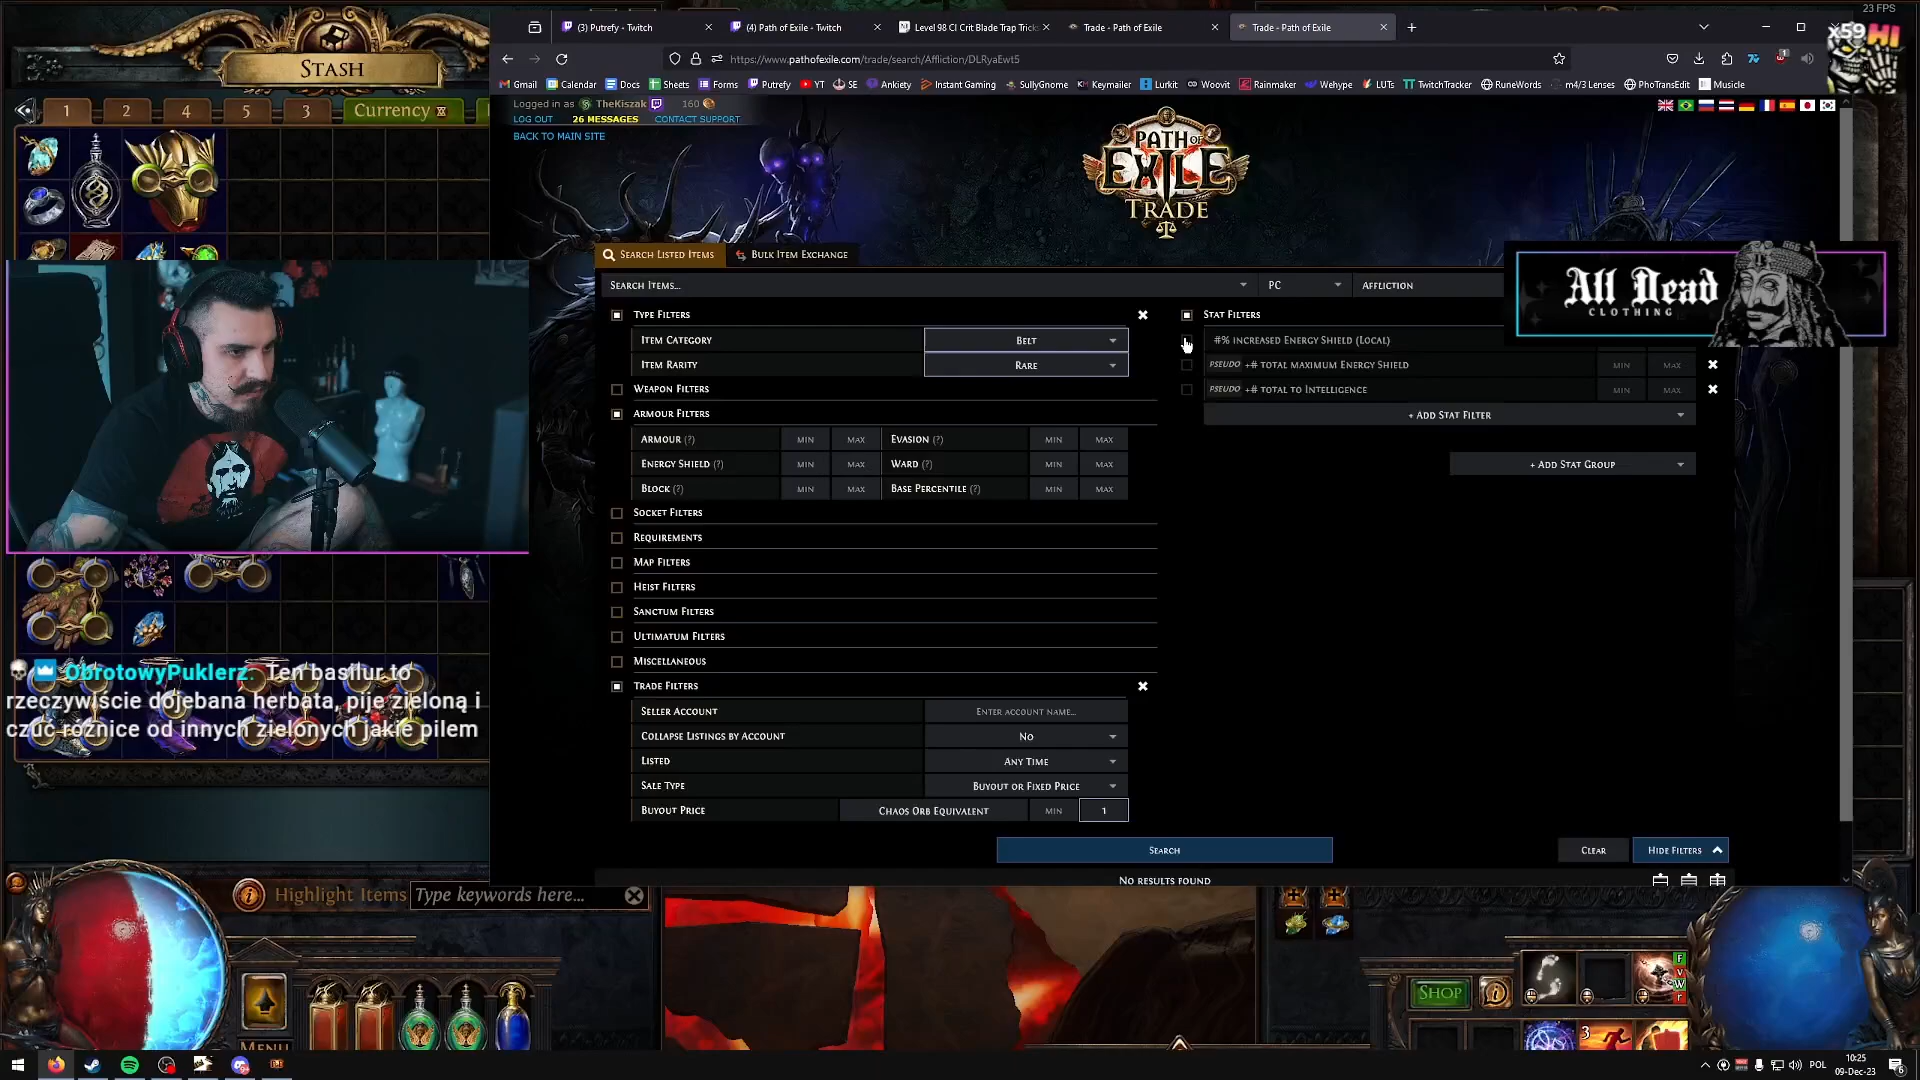 23 FPS
Stash
(3) Putrefy - Twitch
(4) Path of Exile - Twitch
Level 98 CI Crit Blade Trap Tricks
Trade - Path of Exile
Trade - Path of Exile
x59
HI
https://www.pathofexile.com/trade/search/Affliction/DLRyaEwt5
Gmail
Calendar
Docs
Sheets
Forms
Putrefy
YT
SE
Ankiety
Instant Gaming
SullyGnome
Keymailer
Lurkit
Woovit
Rainmaker
Wehype
LUTs
TwitchTracker
RuneWords
m4/3 Lenses
PhoTransEdit
Musicle
1
2
4
5
3
Currency
Logged in as TheKiszak 160
LOG OUT 26 MESSAGES CONTACT SUPPORT
BACK TO MAIN SITE
PATH OF EXILE
TRADE
Search Listed Items
Bulk Item Exchange
Search Items...
PC
Affliction
All Dead
CLOTHING
666
Type Filters
Item Category Belt
Item Rarity Rare
Weapon Filters
Armour Filters
Armour (?) MIN MAX Evasion (?) MIN MAX
Energy Shield (?) MIN MAX Ward (?) MIN MAX
Block (?) MIN MAX Base Percentile (?) MIN MAX
Socket Filters
Requirements
Map Filters
Heist Filters
Sanctum Filters
Ultimatum Filters
Miscellaneous
Trade Filters
Seller Account Enter account name...
Collapse Listings by Account No
Listed Any Time
Sale Type Buyout or Fixed Price
Buyout Price Chaos Orb Equivalent MIN 1
Stat Filters
#% increased Energy Shield (Local)
PSEUDO +# total maximum Energy Shield MIN MAX
PSEUDO +# total to Intelligence MIN MAX
+ Add Stat Filter
+ Add Stat Group
Search
Clear
Hide Filters
No results found
ObrotowyPuklerz: Ten basilur to
rzeczywiście dojebana herbata, pije zieloną i
czuć różnice od innych zielonych jakie piłem
Highlight Items
Type keywords here...
Menu
Shop
F
V
W
r
3
POL
10:25
09-Dec-23
6